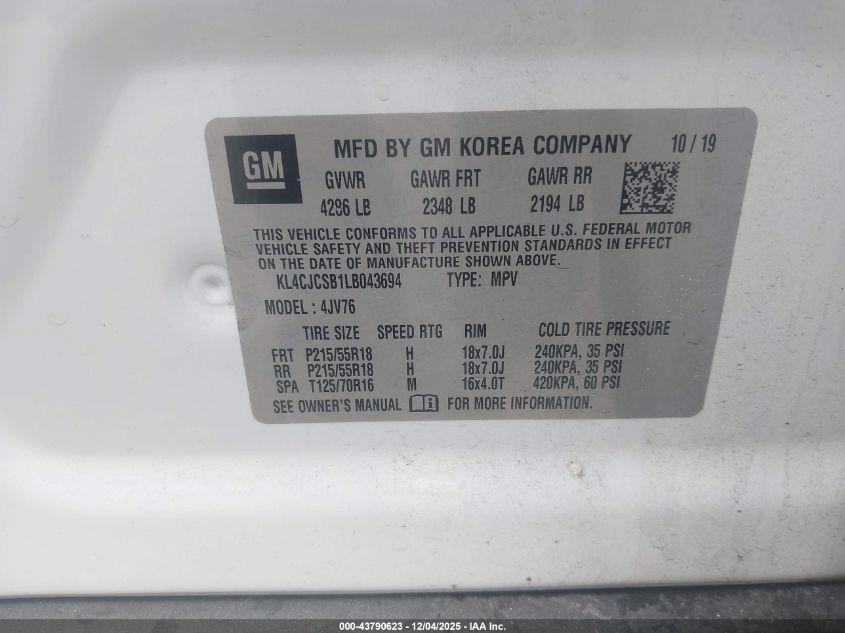 GM
MFD BY GM KOREA COMPANY 10 / 19
GVWR GAWR FRT GAWR RR
4286 LB 2348 LB 2194 LB
THIS VEHICLE CONFORMS TO ALL APPLICABLE U.S. FEDERAL MOTOR
VEHICLE SAFETY AND THEFT PREVENTION STANDARDS IN EFFECT
ON THE DATE OF MANUFACTURE SHOWN ABOVE.
KL4CJCSB1LB043694 TYPE: MPV
MODEL : 4JV76
TIRE SIZE SPEED RTG RIM COLD TIRE PRESSURE
FRT P215/55R18 H 18x7.0J 240KPA, 35 PSI
RR P215/55R18 H 18x7.0J 240KPA, 35 PSI
SPA T125/70R16 M 16x4.0T 420KPA, 60 PSI
SEE OWNER'S MANUAL FOR MORE INFORMATION.
000-43790623 - 12/04/2025 - IAA Inc.